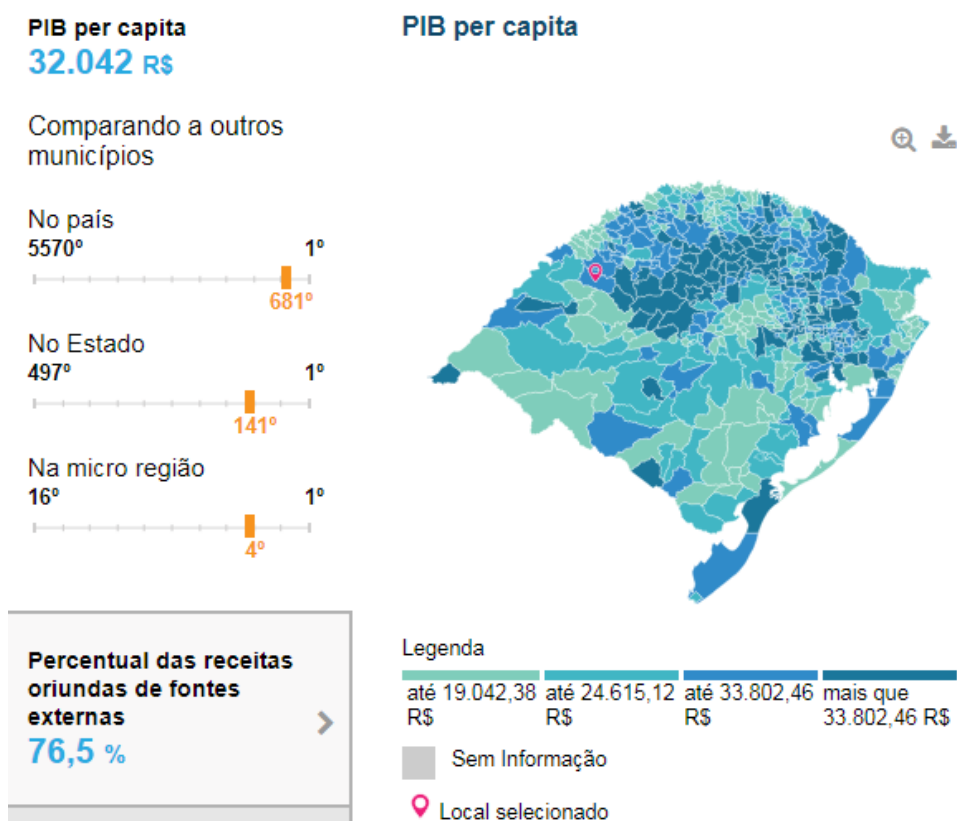 PIB per capita
32.042 R$
Comparando a outros
municípios
No país
5570º 1º
681º
No Estado
497º 1º
141º
Na micro região
16º 1º
4º
Percentual das receitas
oriundas de fontes
externas
76,5 %
PIB per capita
Legenda
até 19.042,38 R$
até 24.615,12 R$
até 33.802,46 R$
mais que 33.802,46 R$
Sem Informação
Local selecionado